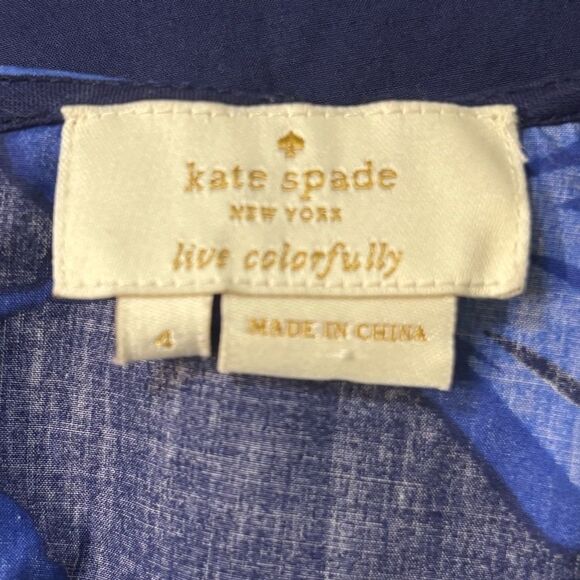 kate spade
NEW YORK
live colorfully
4
MADE IN CHINA